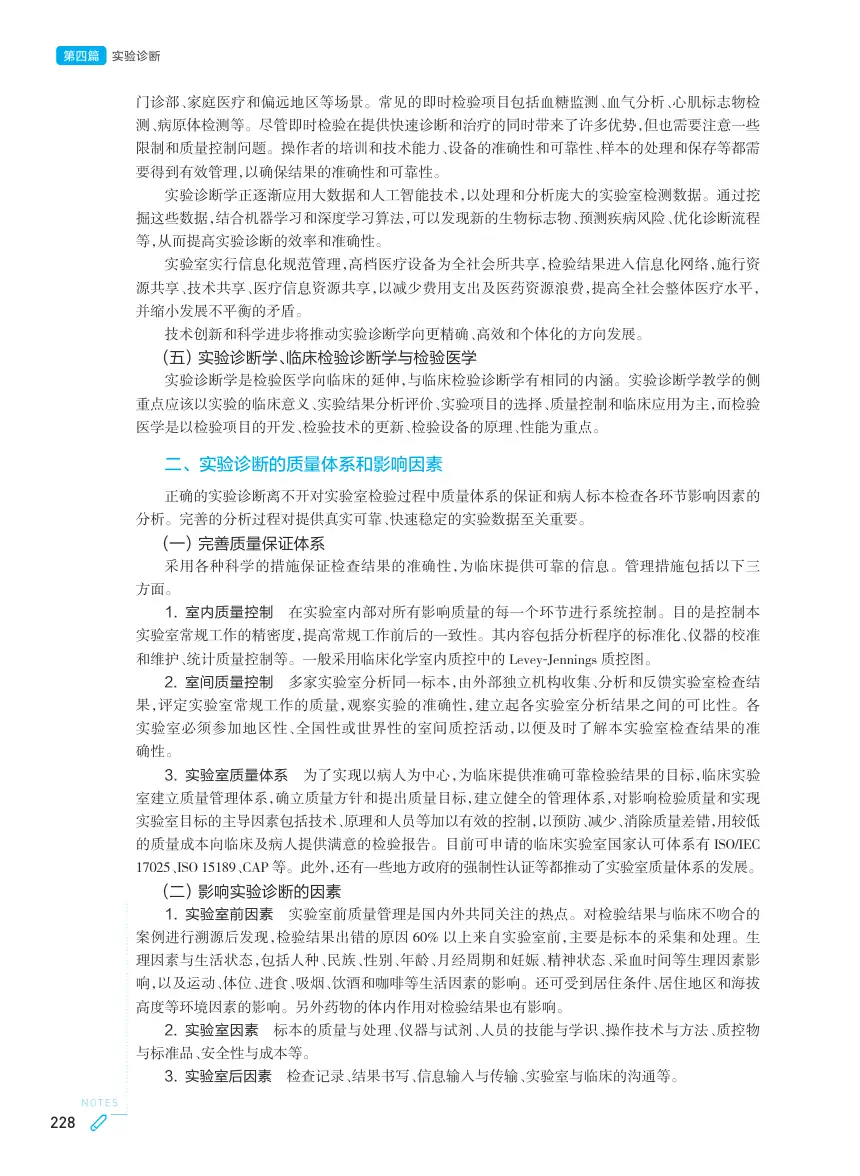 第四篇 实验诊断
门诊部、家庭医疗和偏远地区等场景。常见的即时检验项目包括血糖监测、血气分析、心肌标志物检
测、病原体检测等。尽管即时检验在提供快速诊断和治疗的同时带来了许多优势，但也需要注意一些
限制和质量控制问题。操作者的培训和技术能力、设备的准确性和可靠性、样本的处理和保存等都需
要得到有效管理，以确保结果的准确性和可靠性。
实验诊断学正逐渐应用大数据和人工智能技术，以处理和分析庞大的实验室检测数据。通过挖
掘这些数据，结合机器学习和深度学习算法，可以发现新的生物标志物、预测疾病风险、优化诊断流程
等，从而提高实验诊断的效率和准确性。
实验室实行信息化规范管理，高档医疗设备为全社会所共享，检验结果进入信息化网络，施行资
源共享、技术共享、医疗信息资源共享，以减少费用支出及医药资源浪费，提高全社会整体医疗水平，
并缩小发展不平衡的矛盾。
技术创新和科学进步将推动实验诊断学向更精确、高效和个体化的方向发展。
（五）实验诊断学、临床检验诊断学与检验医学
实验诊断学是检验医学向临床的延伸，与临床检验诊断学有相同的内涵。实验诊断学教学的侧
重点应该以实验的临床意义、实验结果分析评价、实验项目的选择、质量控制和临床应用为主，而检验
医学是以检验项目的开发、检验技术的更新、检验设备的原理、性能为重点。
二、实验诊断的质量体系和影响因素
正确的实验诊断离不开对实验室检验过程中质量体系的保证和病人标本检查各环节影响因素的
分析。完善的分析过程对提供真实可靠、快速稳定的实验数据至关重要。
（一）完善质量保证体系
采用各种科学的措施保证检查结果的准确性，为临床提供可靠的信息。管理措施包括以下三
方面。
1. 室内质量控制 在实验室内部对所有影响质量的每一个环节进行系统控制。目的是控制本
实验室常规工作的精密度，提高常规工作前后的一致性。其内容包括分析程序的标准化、仪器的校准
和维护、统计质量控制等。一般采用临床化学室内质控中的 Levey-Jennings 质控图。
2. 室间质量控制 多家实验室分析同一标本，由外部独立机构收集、分析和反馈实验室检查结
果，评定实验室常规工作的质量，观察实验的准确性，建立起各实验室分析结果之间的可比性。各
实验室必须参加地区性、全国性或世界性的室间质控活动，以便及时了解本实验室检查结果的准
确性。
3. 实验室质量体系 为了实现以病人为中心，为临床提供准确可靠检验结果的目标，临床实验
室建立质量管理体系，确立质量方针和提出质量目标，建立健全的管理体系，对影响检验质量和实现
实验室目标的主导因素包括技术、原理和人员等加以有效的控制，以预防、减少、消除质量差错，用较低
的质量成本向临床及病人提供满意的检验报告。目前可申请的临床实验室国家认可体系有 ISO/IEC
17025、ISO 15189、CAP 等。此外，还有一些地方政府的强制性认证等都推动了实验室质量体系的发展。
（二）影响实验诊断的因素
1. 实验室前因素 实验室前质量管理是国内外共同关注的热点。对检验结果与临床不吻合的
案例进行溯源后发现，检验结果出错的原因 60% 以上来自实验室前，主要是标本的采集和处理。生
理因素与生活状态，包括人种、民族、性别、年龄、月经周期和妊娠、精神状态、采血时间等生理因素影
响，以及运动、体位、进食、吸烟、饮酒和咖啡等生活因素的影响。还可受到居住条件、居住地区和海拔
高度等环境因素的影响。另外药物的体内作用对检验结果也有影响。
2. 实验室因素 标本的质量与处理、仪器与试剂、人员的技能与学识、操作技术与方法、质控物
与标准品、安全性与成本等。
3. 实验室后因素 检查记录、结果书写、信息输入与传输、实验室与临床的沟通等。
NOTES
228